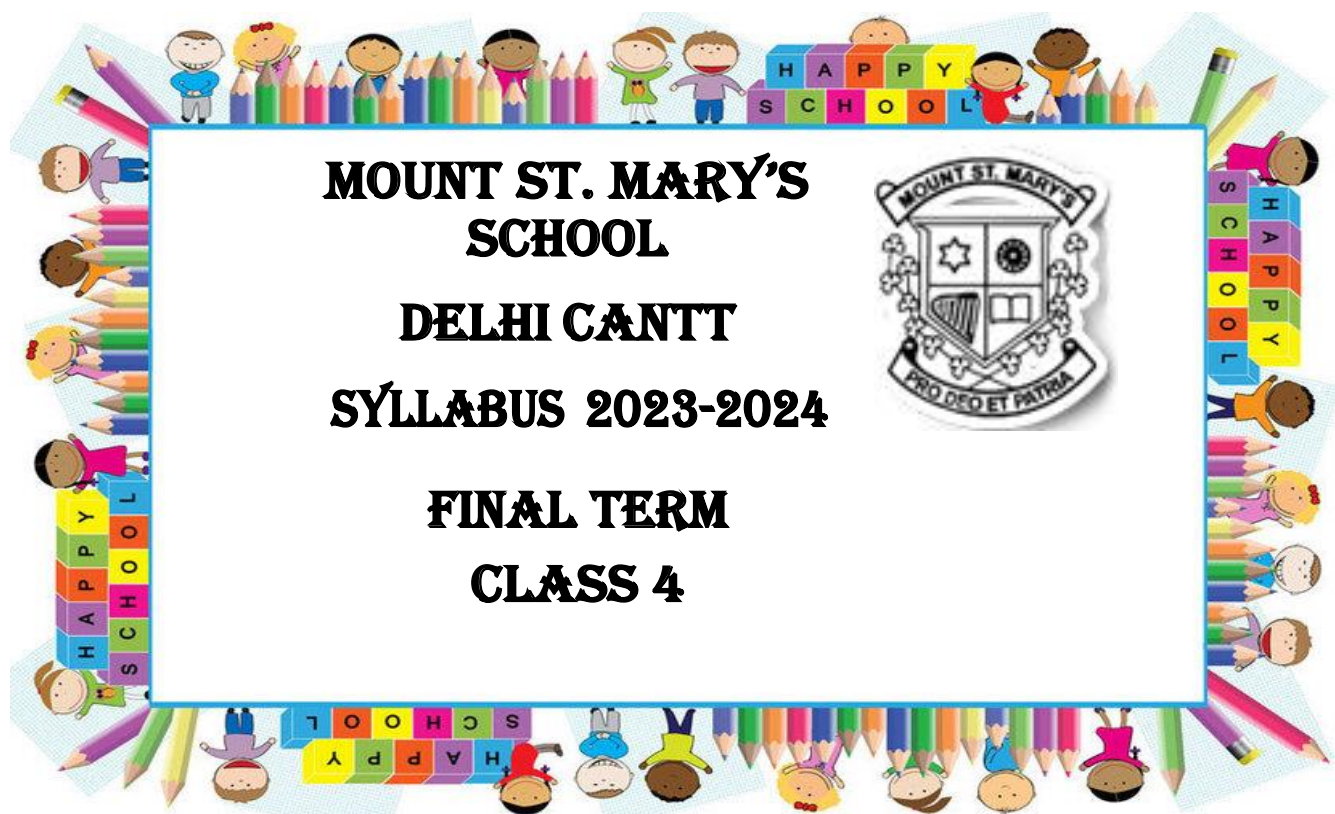 HAPPY
SCHOOL
MOUNT ST. MARY'S
SCHOOL
DELHI CANTT
SYLLABUS 2023-2024
FINAL TERM
CLASS 4
MOUNT ST. MARY'S
PRO DEO ET PATRIA
HAPPY
SCHOOL
HAPPY
SCHOOL
HAPPY
SCHOOL